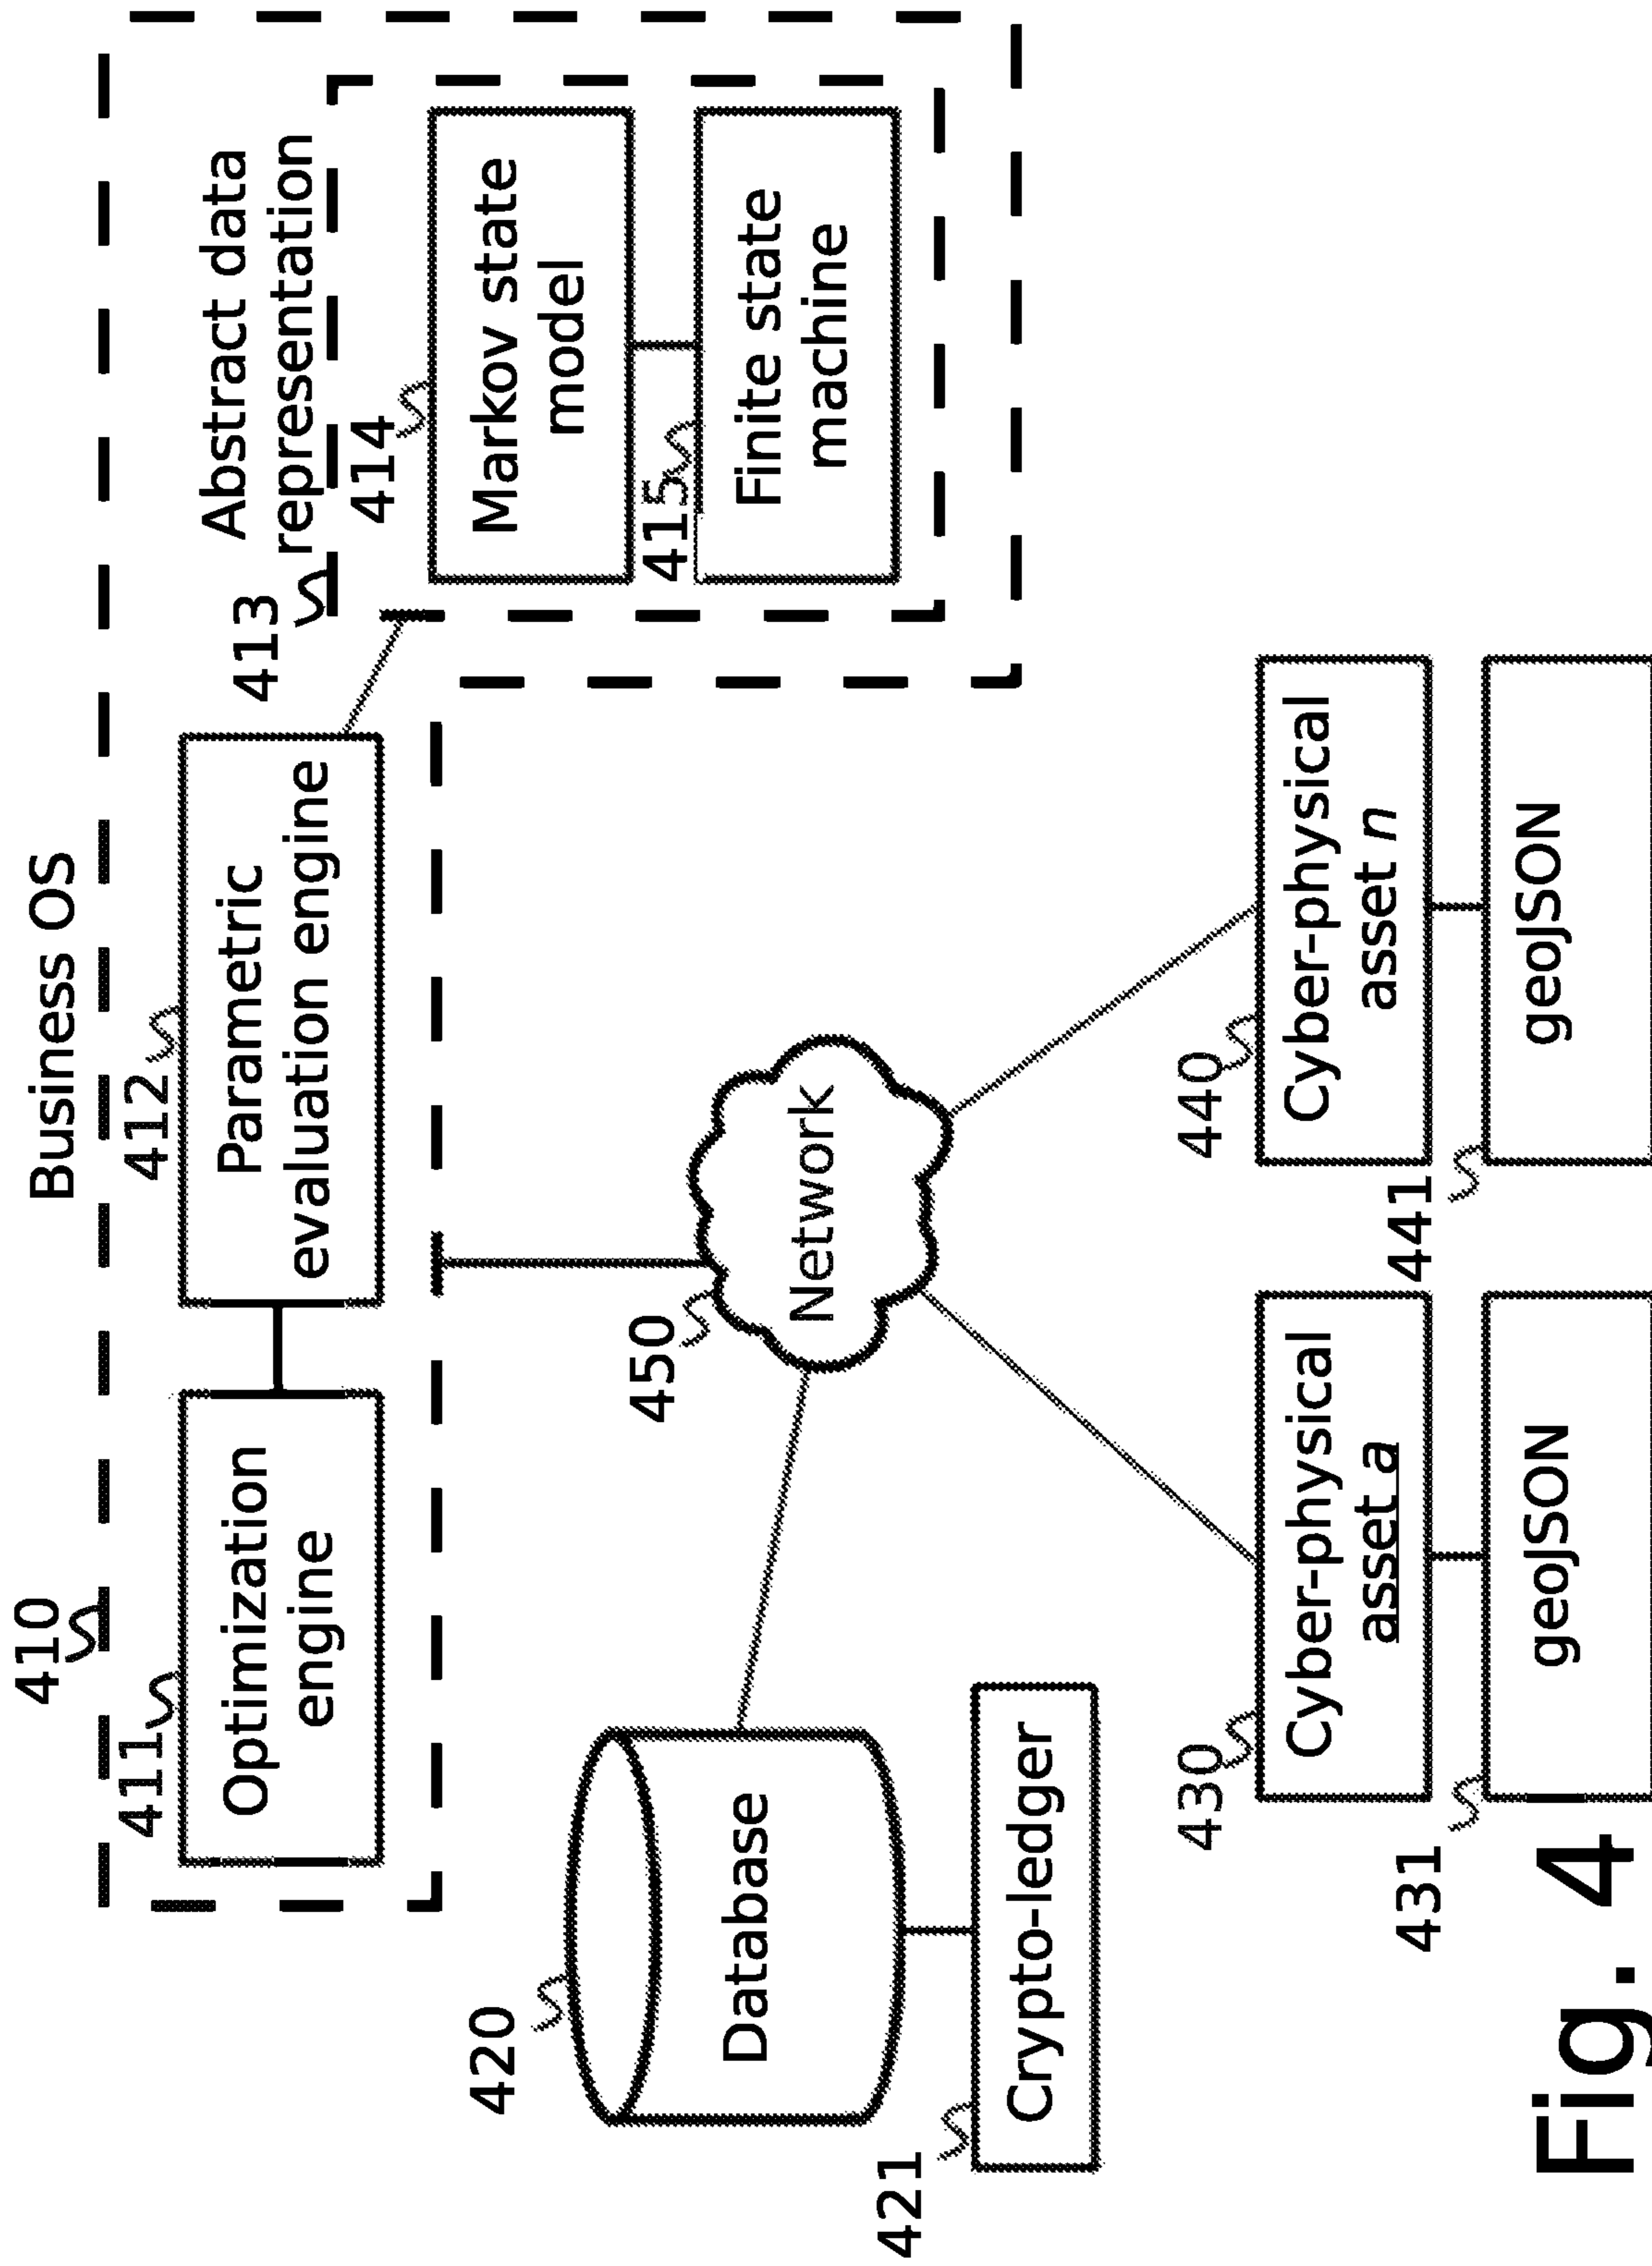 Business OS
410
411
Optimization
engine
412
Parametric
evaluation engine
413
Abstract data
representation
414
Markov state
model
415
Finite state
machine
420
Database
421
Crypto-ledger
450
Network
430
Cyber-physical
asset a
431
geoJSON
440
Cyber-physical
asset n
441
geoJSON
Fig. 4